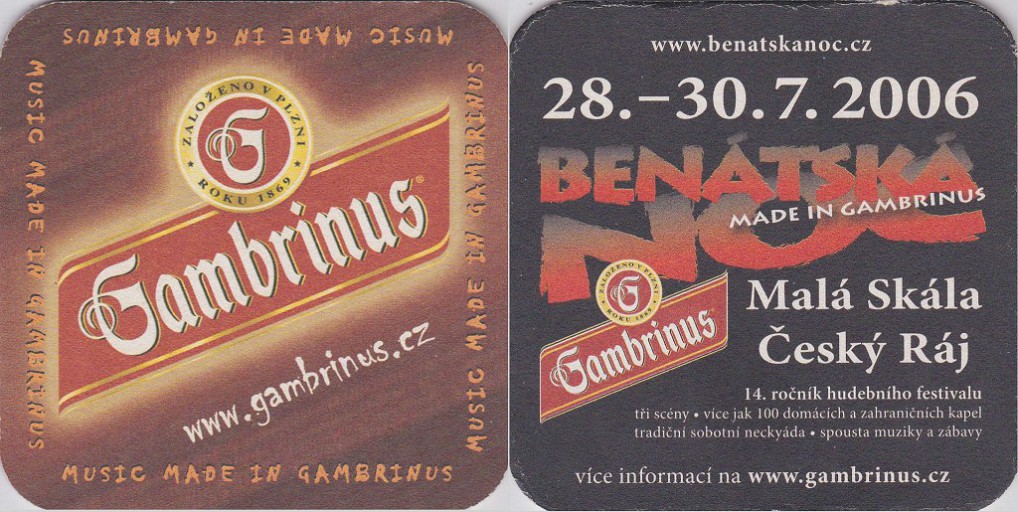 MUSIC MADE IN GAMBRINUS
MUSIC MADE IN GAMBRINUS
MUSIC MADE IN GAMBRINUS
ZALOŽENO V PLZNI
G
ROKU 1869
Gambrinus®
www.gambrinus.cz
MUSIC MADE IN GAMBRINUS
www.benatskanoc.cz
28. – 30. 7. 2006
BENÁTSKÁ
NOC
MADE IN GAMBRINUS
ZALOŽENO V PLZNI
G
ROKU 1869
Gambrinus
Malá Skála
Český Ráj
14. ročník hudebního festivalu
tři scény • více jak 100 domácích a zahraničních kapel
tradiční sobotní neckyáda • spousta muziky a zábavy
více informací na www.gambrinus.cz